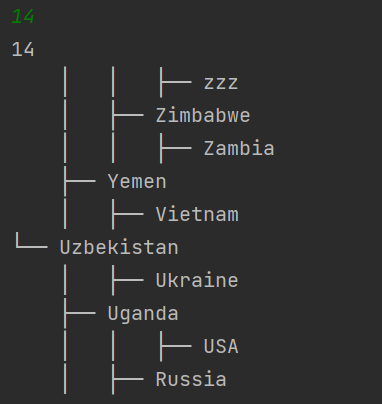 14
14
│   │   ├── zzz
│   ├── Zimbabwe
│   │   ├── Zambia
├── Yemen
│   ├── Vietnam
└── Uzbekistan
│   ├── Ukraine
├── Uganda
│   │   ├── USA
│   ├── Russia